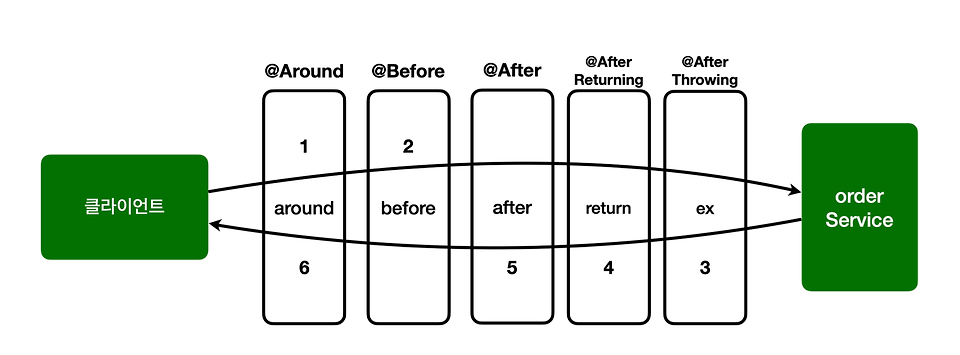 @Around
@Before
@After
@After
Returning
@After
Throwing
1
2
클라이언트
around
before
after
return
ex
order
Service
6
5
4
3